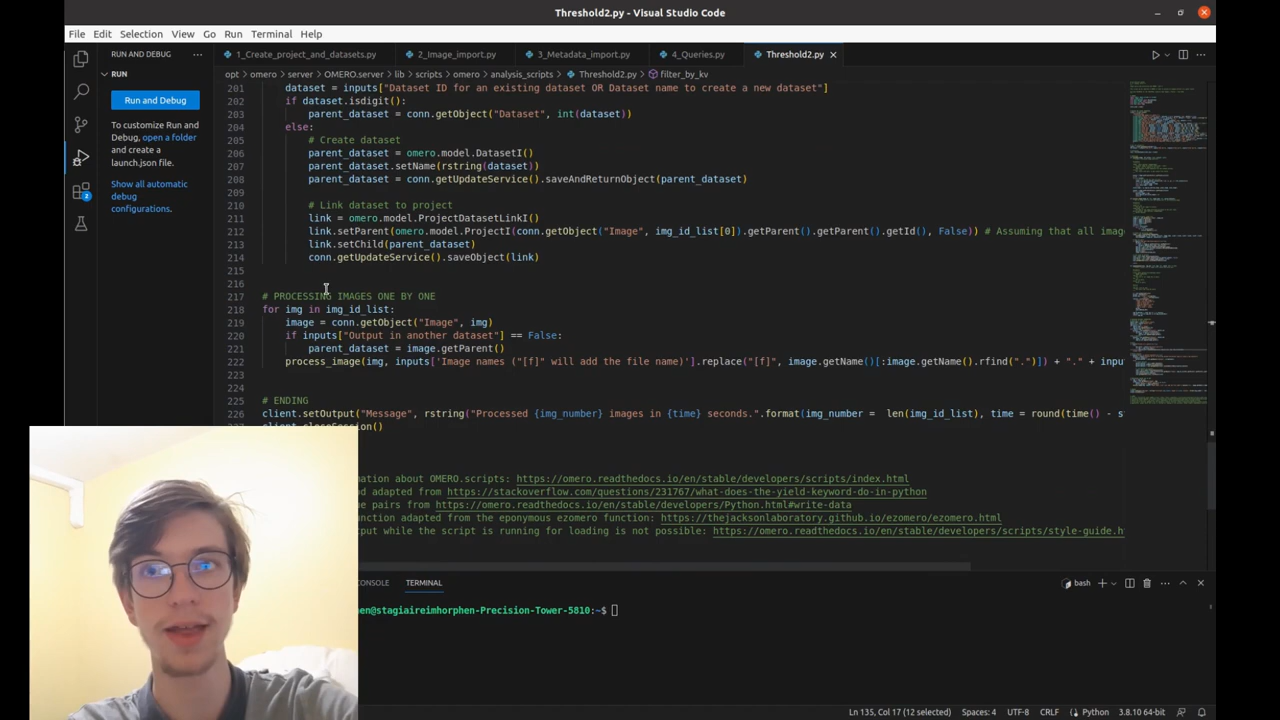 Threshold2.py - Visual Studio Code
File Edit Selection View Go Run Terminal Help
RUN AND DEBUG
1_Create_project_and_datasets.py 2_Image_import.py 3_Metadata_import.py 4_Queries.py Threshold2.py
opt > omero > server > OMERO.server > lib > scripts > omero > analysis_scripts > Threshold2.py > filter_by_kv
RUN
Run and Debug
To customize Run and
Debug, open a folder
and create a
launch.json file.
Show all automatic
debug
configurations.
201 dataset = inputs["Dataset ID for an existing dataset OR Dataset name to create a new dataset"]
202 if dataset.isdigit():
203 parent_dataset = conn.getObject("Dataset", int(dataset))
204 else:
205 # Create dataset
206 parent_dataset = omero.model.DatasetI()
207 parent_dataset.setName(rstring(dataset))
208 parent_dataset = conn.getUpdateService().saveAndReturnObject(parent_dataset)
209
210 # Link dataset to project
211 link = omero.model.ProjectDatasetLinkI()
212 link.setParent(omero.model.ProjectI(conn.getObject("Image", img_id_list[0]).getParent().getParent().getId(), False)) # Assuming that all imag
213 link.setChild(parent_dataset)
214 conn.getUpdateService().saveObject(link)
215
216
217 # PROCESSING IMAGES ONE BY ONE
218 for img in img_id_list:
219 image = conn.getObject("Image", img)
220 if inputs["Output in another dataset"] == False:
221 parent_dataset = image.getParent()
222 process_image(img, inputs['Image names ("[f]" will add the file name)'].replace("[f]", image.getName()[:image.getName().rfind(".")]) + "." + inpu
223
224
225 # ENDING
226 client.setOutput("Message", rstring("Processed {img_number} images in {time} seconds.".format(img_number = len(img_id_list), time = round(time() - s
227 client.closeSession()
mation about OMERO.scripts: https://omero.readthedocs.io/en/stable/developers/scripts/index.html
d adapted from https://stackoverflow.com/questions/231767/what-does-the-yield-keyword-do-in-python
e pairs from https://omero.readthedocs.io/en/stable/developers/Python.html#write-data
unction adapted from the eponymous ezomero function: https://thejacksonlaboratory.github.io/ezomero/ezomero.html
tput while the script is running for loading is not possible: https://omero.readthedocs.io/en/stable/developers/scripts/style-guide.h
CONSOLE TERMINAL bash
en@stagiaireimhorphen-Precision-Tower-5810:~$
Ln 135, Col 17 (12 selected) Spaces: 4 UTF-8 CRLF Python 3.8.10 64-bit